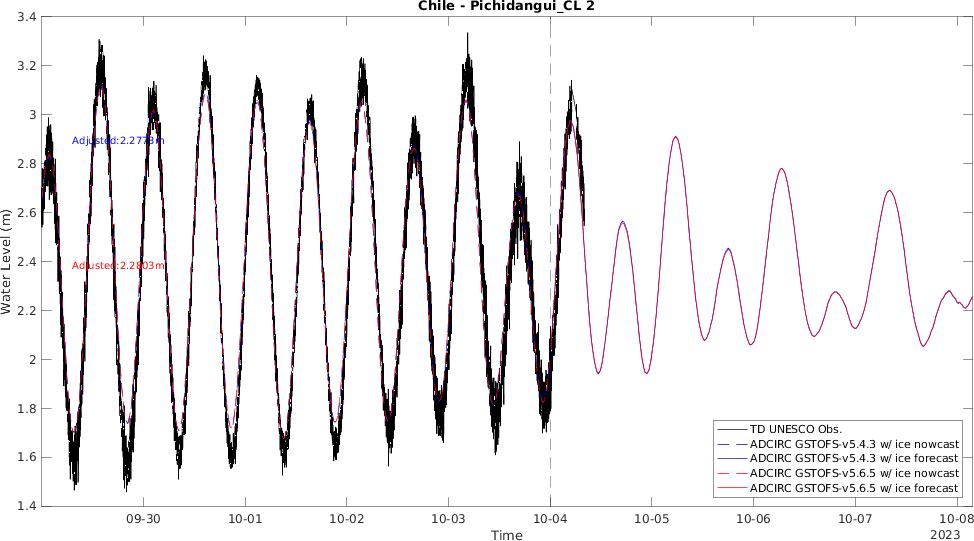 Chile - Pichidangui_CL 2
Water Level (m)
3.4
3.2
3
2.8
2.6
2.4
2.2
2
1.8
1.6
1.4
Adjusted:2.2773m
Adjusted:2.2803m
TD UNESCO Obs.
ADCIRC GSTOFS-v5.4.3 w/ ice nowcast
ADCIRC GSTOFS-v5.4.3 w/ ice forecast
ADCIRC GSTOFS-v5.6.5 w/ ice nowcast
ADCIRC GSTOFS-v5.6.5 w/ ice forecast
09-30 10-01 10-02 10-03 10-04 10-05 10-06 10-07 10-08
Time
2023